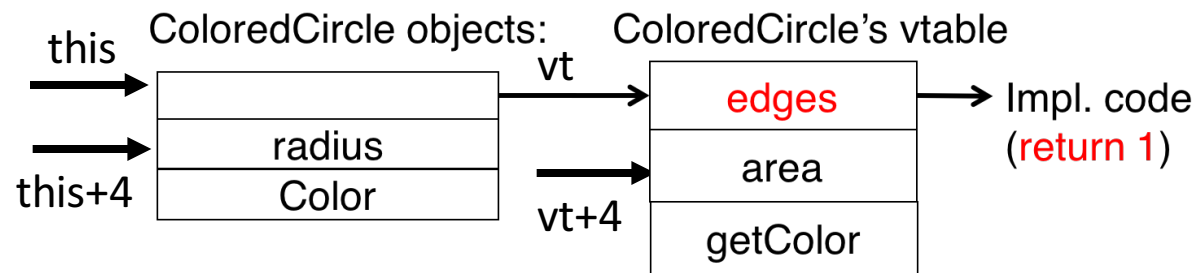 ColoredCircle objects:
ColoredCircle's vtable
this
vt
edges
Impl. code
(return 1)
radius
area
this+4
Color
vt+4
getColor